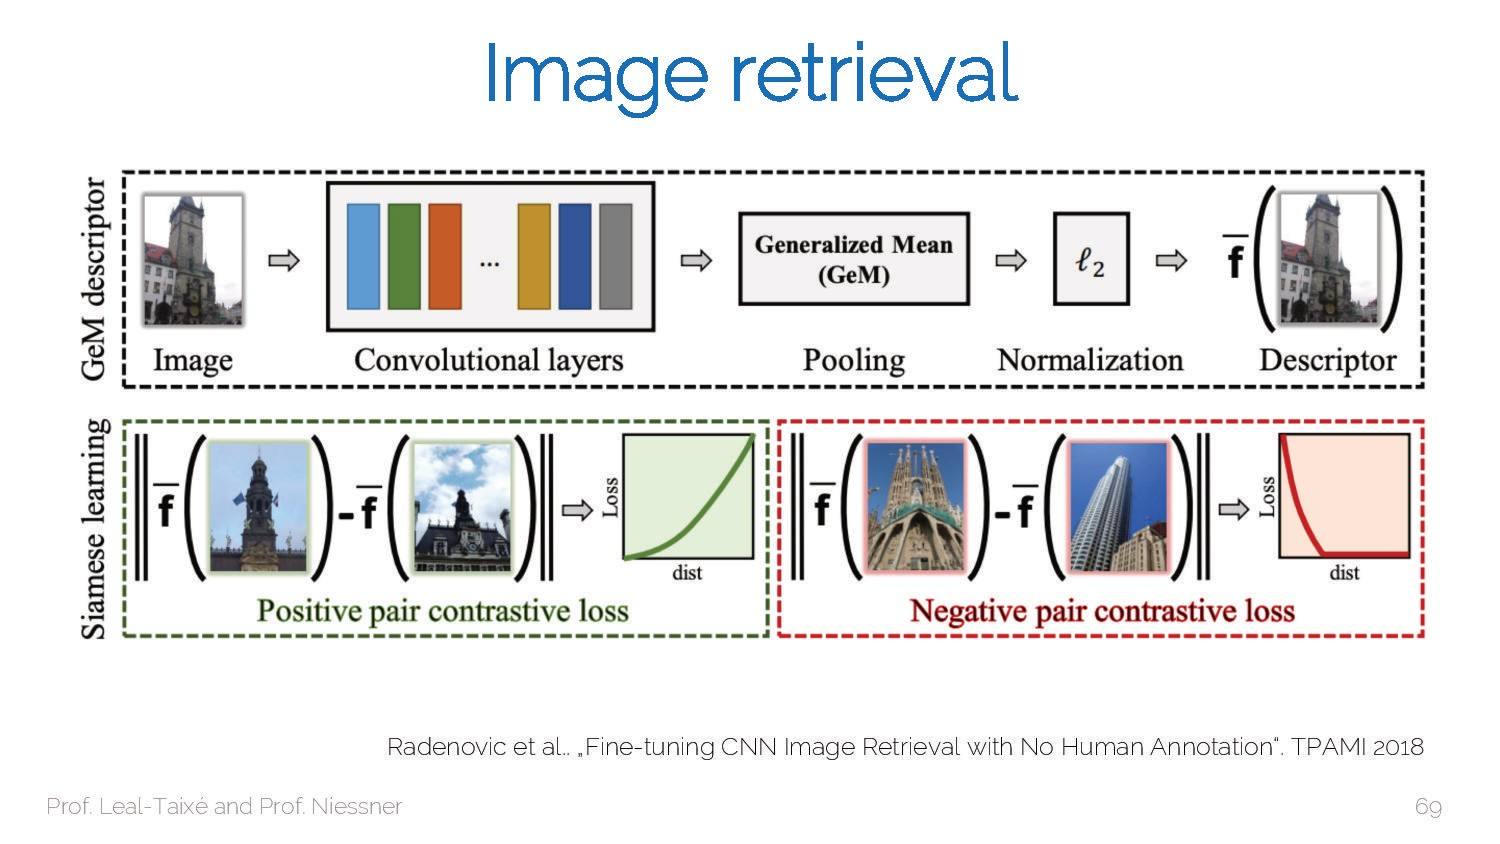 Image retrieval
GeM descriptor
Image
Convolutional layers
...
Generalized Mean
(GeM)
Pooling
ℓ2
Normalization
f̅ ( )
Descriptor
Siamese learning
|| f̅ ( ) - f̅ ( ) ||
Loss
dist
Positive pair contrastive loss
|| f̅ ( ) - f̅ ( ) ||
Loss
dist
Negative pair contrastive loss
Radenovic et al.. „Fine-tuning CNN Image Retrieval with No Human Annotation“. TPAMI 2018
Prof. Leal-Taixé and Prof. Niessner
69